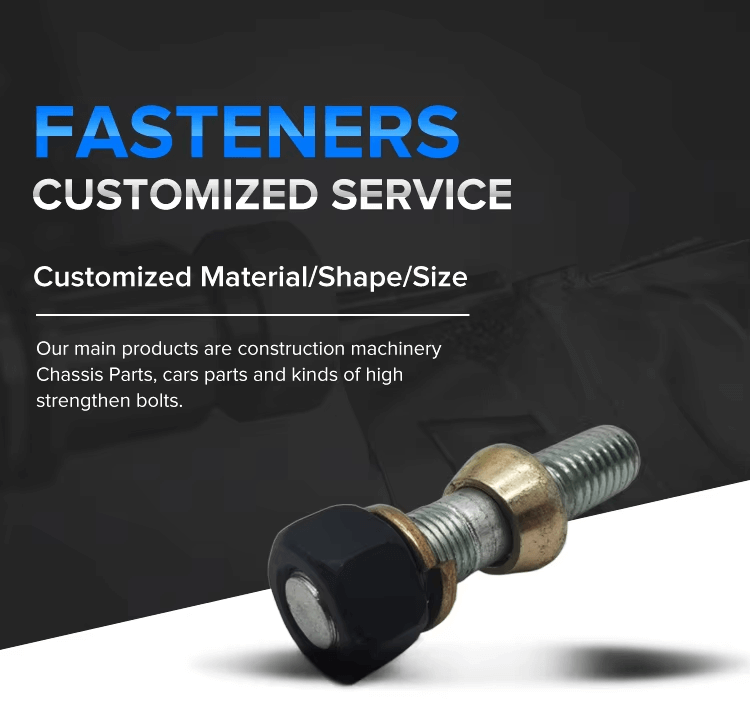 FASTENERS
CUSTOMIZED SERVICE
Customized Material/Shape/Size
Our main products are construction machinery
Chassis Parts, cars parts and kinds of high
strengthen bolts.